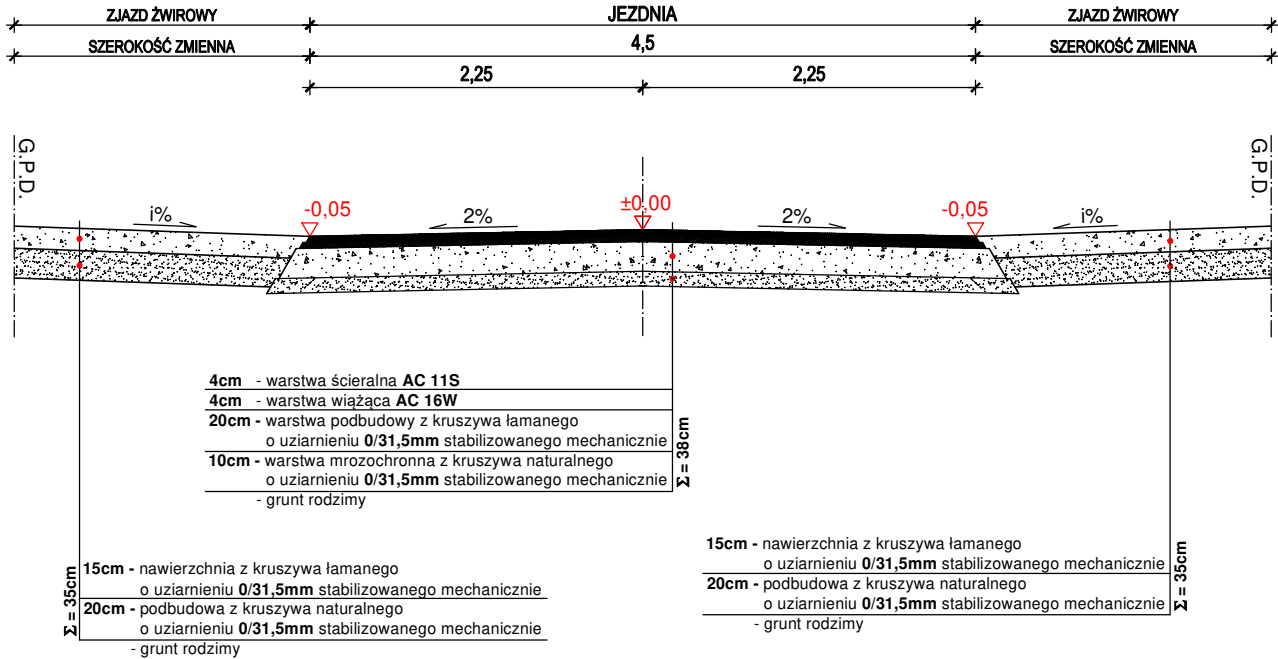 ZJAZD ŻWIROWY
JEZDNIA
ZJAZD ŻWIROWY
SZEROKOŚĆ ZMIENNA
4,5
SZEROKOŚĆ ZMIENNA
2,25
2,25
G.P.D.
G.P.D.
i%
-0,05
2%
±0,00
2%
-0,05
i%
4cm - warstwa ścieralna AC 11S
4cm - warstwa wiążąca AC 16W
20cm - warstwa podbudowy z kruszywa łamanego
o uziarnieniu 0/31,5mm stabilizowanego mechanicznie
10cm - warstwa mrozochronna z kruszywa naturalnego
o uziarnieniu 0/31,5mm stabilizowanego mechanicznie
- grunt rodzimy
Σ = 38cm
15cm - nawierzchnia z kruszywa łamanego
o uziarnieniu 0/31,5mm stabilizowanego mechanicznie
20cm - podbudowa z kruszywa naturalnego
o uziarnieniu 0/31,5mm stabilizowanego mechanicznie
- grunt rodzimy
Σ = 35cm
15cm - nawierzchnia z kruszywa łamanego
o uziarnieniu 0/31,5mm stabilizowanego mechanicznie
20cm - podbudowa z kruszywa naturalnego
o uziarnieniu 0/31,5mm stabilizowanego mechanicznie
- grunt rodzimy
Σ = 35cm